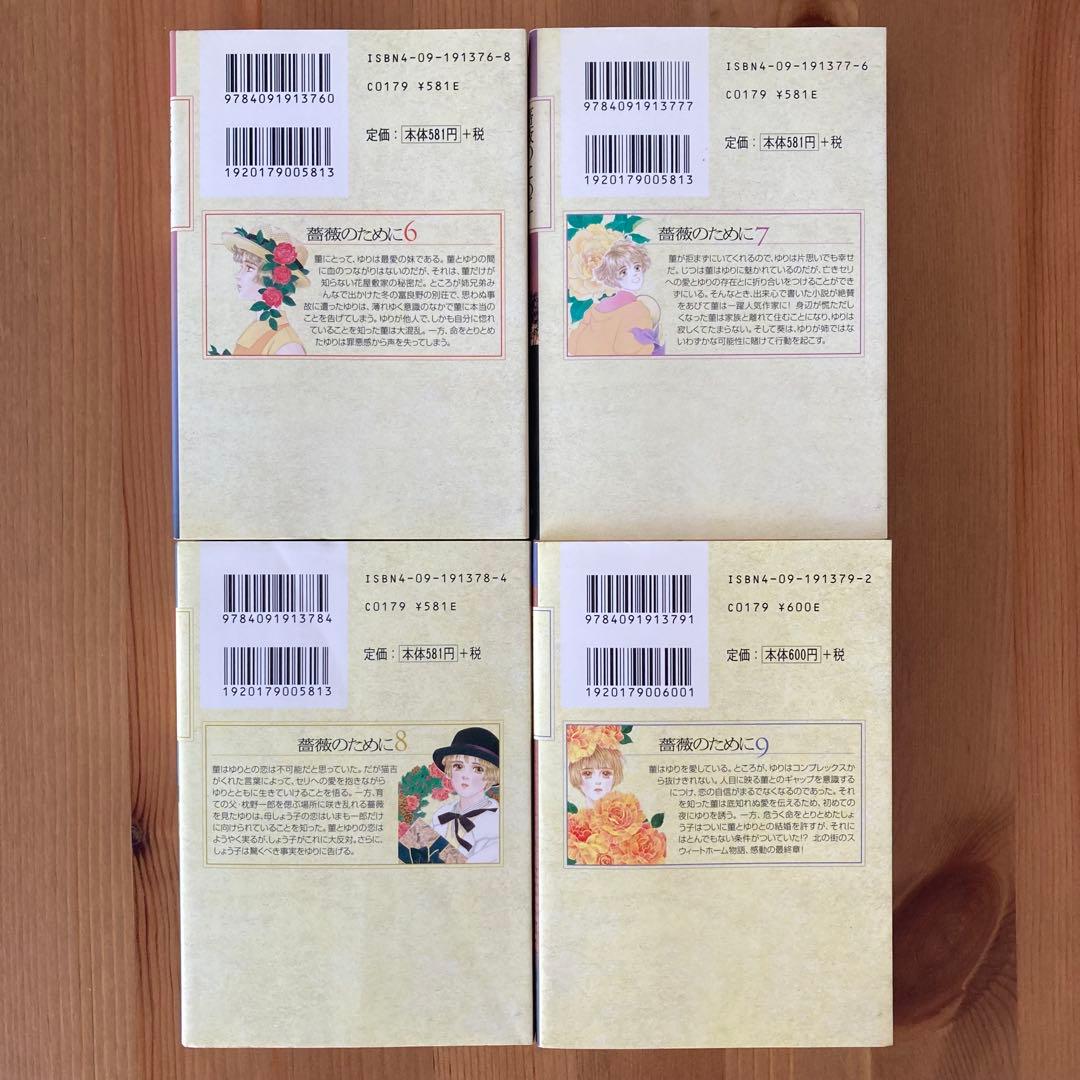 ISBN4-09-191376-8
9784091913760
C0179 ¥581E
定価：本体581円+税
1920179005813
薔薇のために6
菫にとって、ゆりは最愛の妹である。菫とゆりの間
に血のつながりはないのだが、それは、菫だけが
知らない花屋敷家の秘密だ。ところが姉兄弟み
んなで出かけた冬の富良野の別荘で、思わぬ事
故に遭ったゆりは、薄れゆく意識のなかで菫に本当の
ことを告げてしまう。ゆりが他人で、しかも自分に惚れ
ていることを知った菫は大混乱。一方、命をとりとめ
たゆりは罪悪感から声を失ってしまう。
ISBN4-09-191377-6
9784091913777
C0179 ¥581E
定価：本体581円+税
1920179005813
薔薇のために7
菫が拒まずにいてくれるので、ゆりは片思いでも幸せ
だ。じつは菫はゆりに魅かれているのだが、亡きセリ
への愛とゆりの存在とに折り合いをつけることができ
ずにいる。そんなとき、出来心で書いた小説が絶賛
をあびて菫は一躍人気作家に! 身辺が慌ただし
くなった菫は家族と離れて住むことになり、ゆりは
寂しくてたまらない。そして葵は、ゆりが姉ではな
いわずかな可能性に賭けて行動を起こす。
ISBN4-09-191378-4
9784091913784
C0179 ¥581E
定価：本体581円+税
1920179005813
薔薇のために8
菫はゆりとの恋は不可能だと思っていた。だが猫吉
がくれた言葉によって、セリへの愛を抱きながら
ゆりとともに生きていけることを悟る。一方、育
ての父・枕野一郎を偲ぶ場所に咲き乱れる薔薇
を見たゆりは、母しょう子の恋はいまも一郎だけ
に向けられていることを知った。菫とゆりの恋は
ようやく実るが、しょう子がこれに大反対。さらに、
しょう子は驚くべき事実をゆりに告げる。
ISBN4-09-191379-2
9784091913791
C0179 ¥600E
定価：本体600円+税
1920179006001
薔薇のために9
菫はゆりを愛している。ところが、ゆりはコンプレックスか
ら抜けきれない。人目に映る菫とのギャップを意識する
につけ、恋の自信がまるでなくなるのであった。それ
を知った菫は底知れぬ愛を伝えるため、初めての
夜にゆりを誘う。一方、危うく命をとりとめたしょ
う子はついに菫とゆりとの結婚を許すが、それに
はとんでもない条件がついていた!? 北の街のス
ウィートホーム物語、感動の最終章!